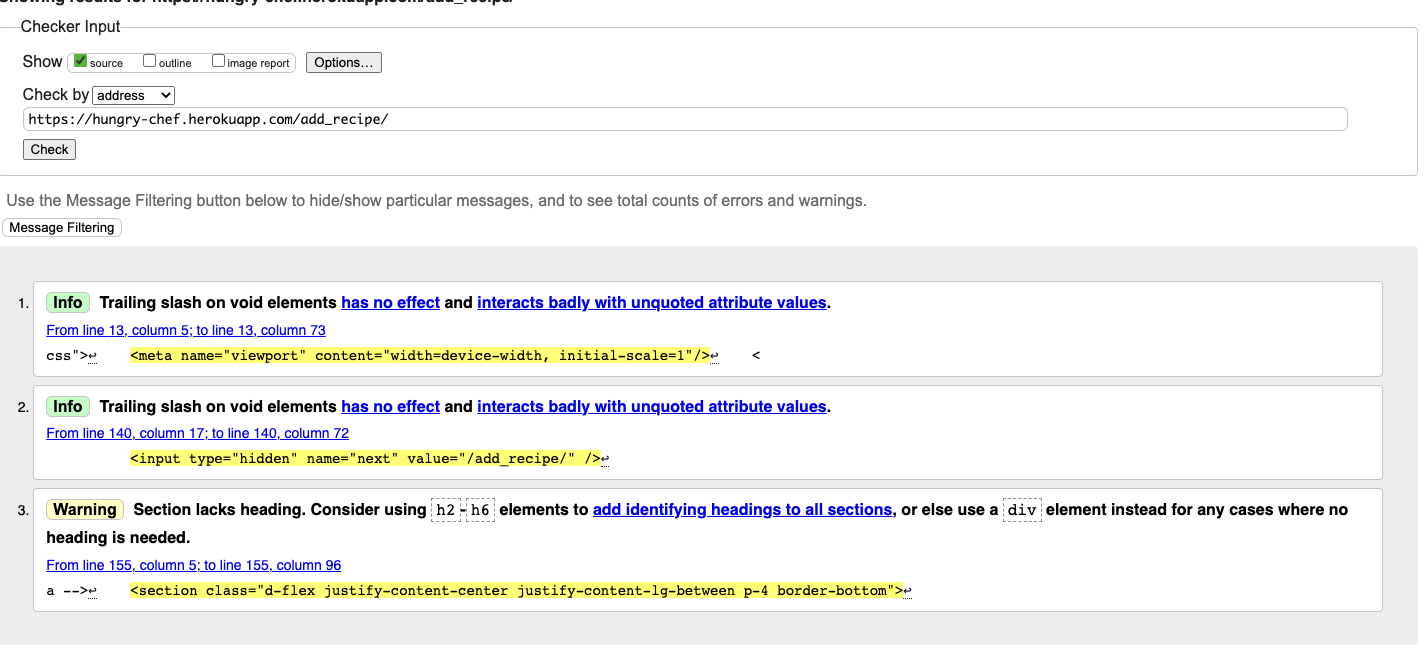 Showing results for https://hungry-chef.herokuapp.com/add_recipe/
Checker Input
Show source outline image report Options...
Check by address
https://hungry-chef.herokuapp.com/add_recipe/
Check
Use the Message Filtering button below to hide/show particular messages, and to see total counts of errors and warnings.
Message Filtering
1. Info Trailing slash on void elements has no effect and interacts badly with unquoted attribute values.
From line 13, column 5; to line 13, column 73
css">↩ <meta name="viewport" content="width=device-width, initial-scale=1"/>↩ <
2. Info Trailing slash on void elements has no effect and interacts badly with unquoted attribute values.
From line 140, column 17; to line 140, column 72
<input type="hidden" name="next" value="/add_recipe/" />↩
3. Warning Section lacks heading. Consider using h2-h6 elements to add identifying headings to all sections, or else use a div element instead for any cases where no
heading is needed.
From line 155, column 5; to line 155, column 96
a -->↩ <section class="d-flex justify-content-center justify-content-lg-between p-4 border-bottom">↩